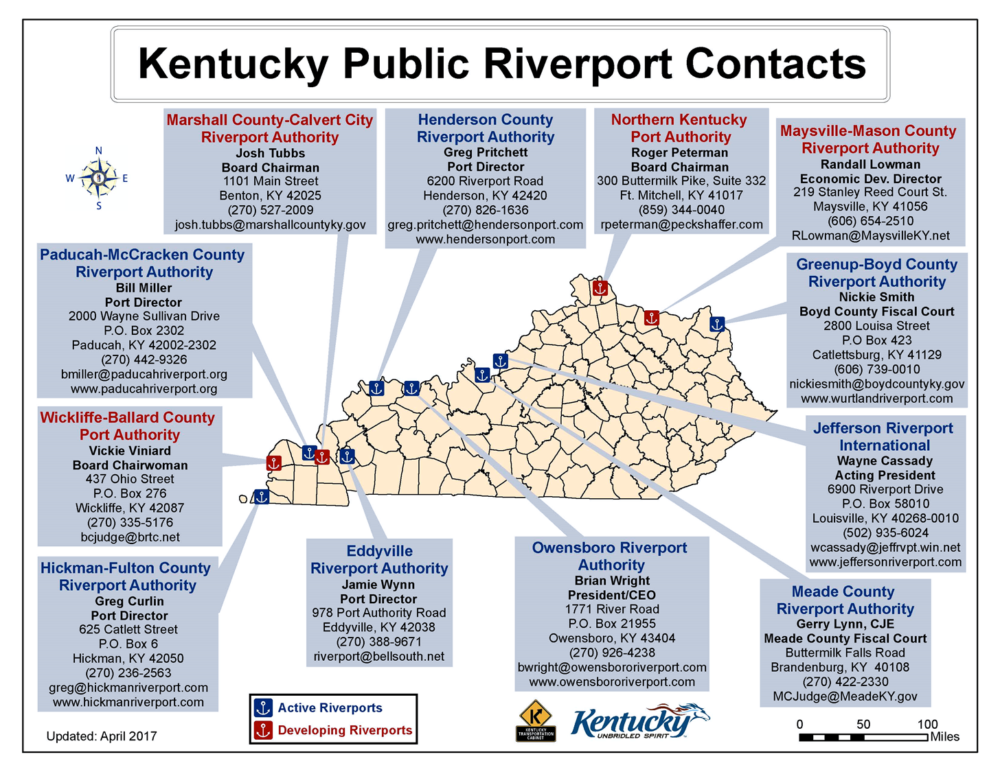 Kentucky Public Riverport Contacts
N
W
E
S
Marshall County-Calvert City
Riverport Authority
Josh Tubbs
Board Chairman
1101 Main Street
Benton, KY 42025
(270) 527-2009
josh.tubbs@marshallcountyky.gov
Henderson County
Riverport Authority
Greg Pritchett
Port Director
6200 Riverport Road
Henderson, KY 42420
(270) 826-1636
greg.pritchett@hendersonport.com
www.hendersonport.com
Northern Kentucky
Port Authority
Roger Peterman
Board Chairman
300 Buttermilk Pike, Suite 332
Ft. Mitchell, KY 41017
(859) 344-0040
rpeterman@peckshaffer.com
Maysville-Mason County
Riverport Authority
Randall Lowman
Economic Dev. Director
219 Stanley Reed Court St.
Maysville, KY 41056
(606) 654-2510
RLowman@MaysvilleKY.net
Paducah-McCracken County
Riverport Authority
Bill Miller
Port Director
2000 Wayne Sullivan Drive
P.O. Box 2302
Paducah, KY 42002-2302
(270) 442-9326
bmiller@paducahriverport.org
www.paducahriverport.org
Greenup-Boyd County
Riverport Authority
Nickie Smith
Boyd County Fiscal Court
2800 Louisa Street
P.O Box 423
Catlettsburg, KY 41129
(606) 739-0010
nickiesmith@boydcountyky.gov
www.wurtlandriverport.com
Wickliffe-Ballard County
Port Authority
Vickie Viniard
Board Chairwoman
437 Ohio Street
P.O. Box 276
Wickliffe, KY 42087
(270) 335-5176
bcjudge@brtc.net
Jefferson Riverport
International
Wayne Cassady
Acting President
6900 Riverport Drive
P.O. Box 58010
Louisville, KY 40268-0010
(502) 935-6024
wcassady@jeffrvpt.win.net
www.jeffersonriverport.com
Hickman-Fulton County
Riverport Authority
Greg Curlin
Port Director
625 Catlett Street
P.O. Box 6
Hickman, KY 42050
(270) 236-2563
greg@hickmanriverport.com
www.hickmanriverport.com
Eddyville
Riverport Authority
Jamie Wynn
Port Director
978 Port Authority Road
Eddyville, KY 42038
(270) 388-9671
riverport@bellsouth.net
Owensboro Riverport
Authority
Brian Wright
President/CEO
1771 River Road
P.O. Box 21955
Owensboro, KY 43404
(270) 926-4238
bwright@owensbororiverport.com
www.owensbororiverport.com
Meade County
Riverport Authority
Gerry Lynn, CJE
Meade County Fiscal Court
Buttermilk Falls Road
Brandenburg, KY 40108
(270) 422-2330
MCJudge@MeadeKY.gov
Active Riverports
Developing Riverports
Updated: April 2017
K
KENTUCKY
TRANSPORTATION
CABINET
Kentucky
UNBRIDLED SPIRIT
0 50 100
Miles